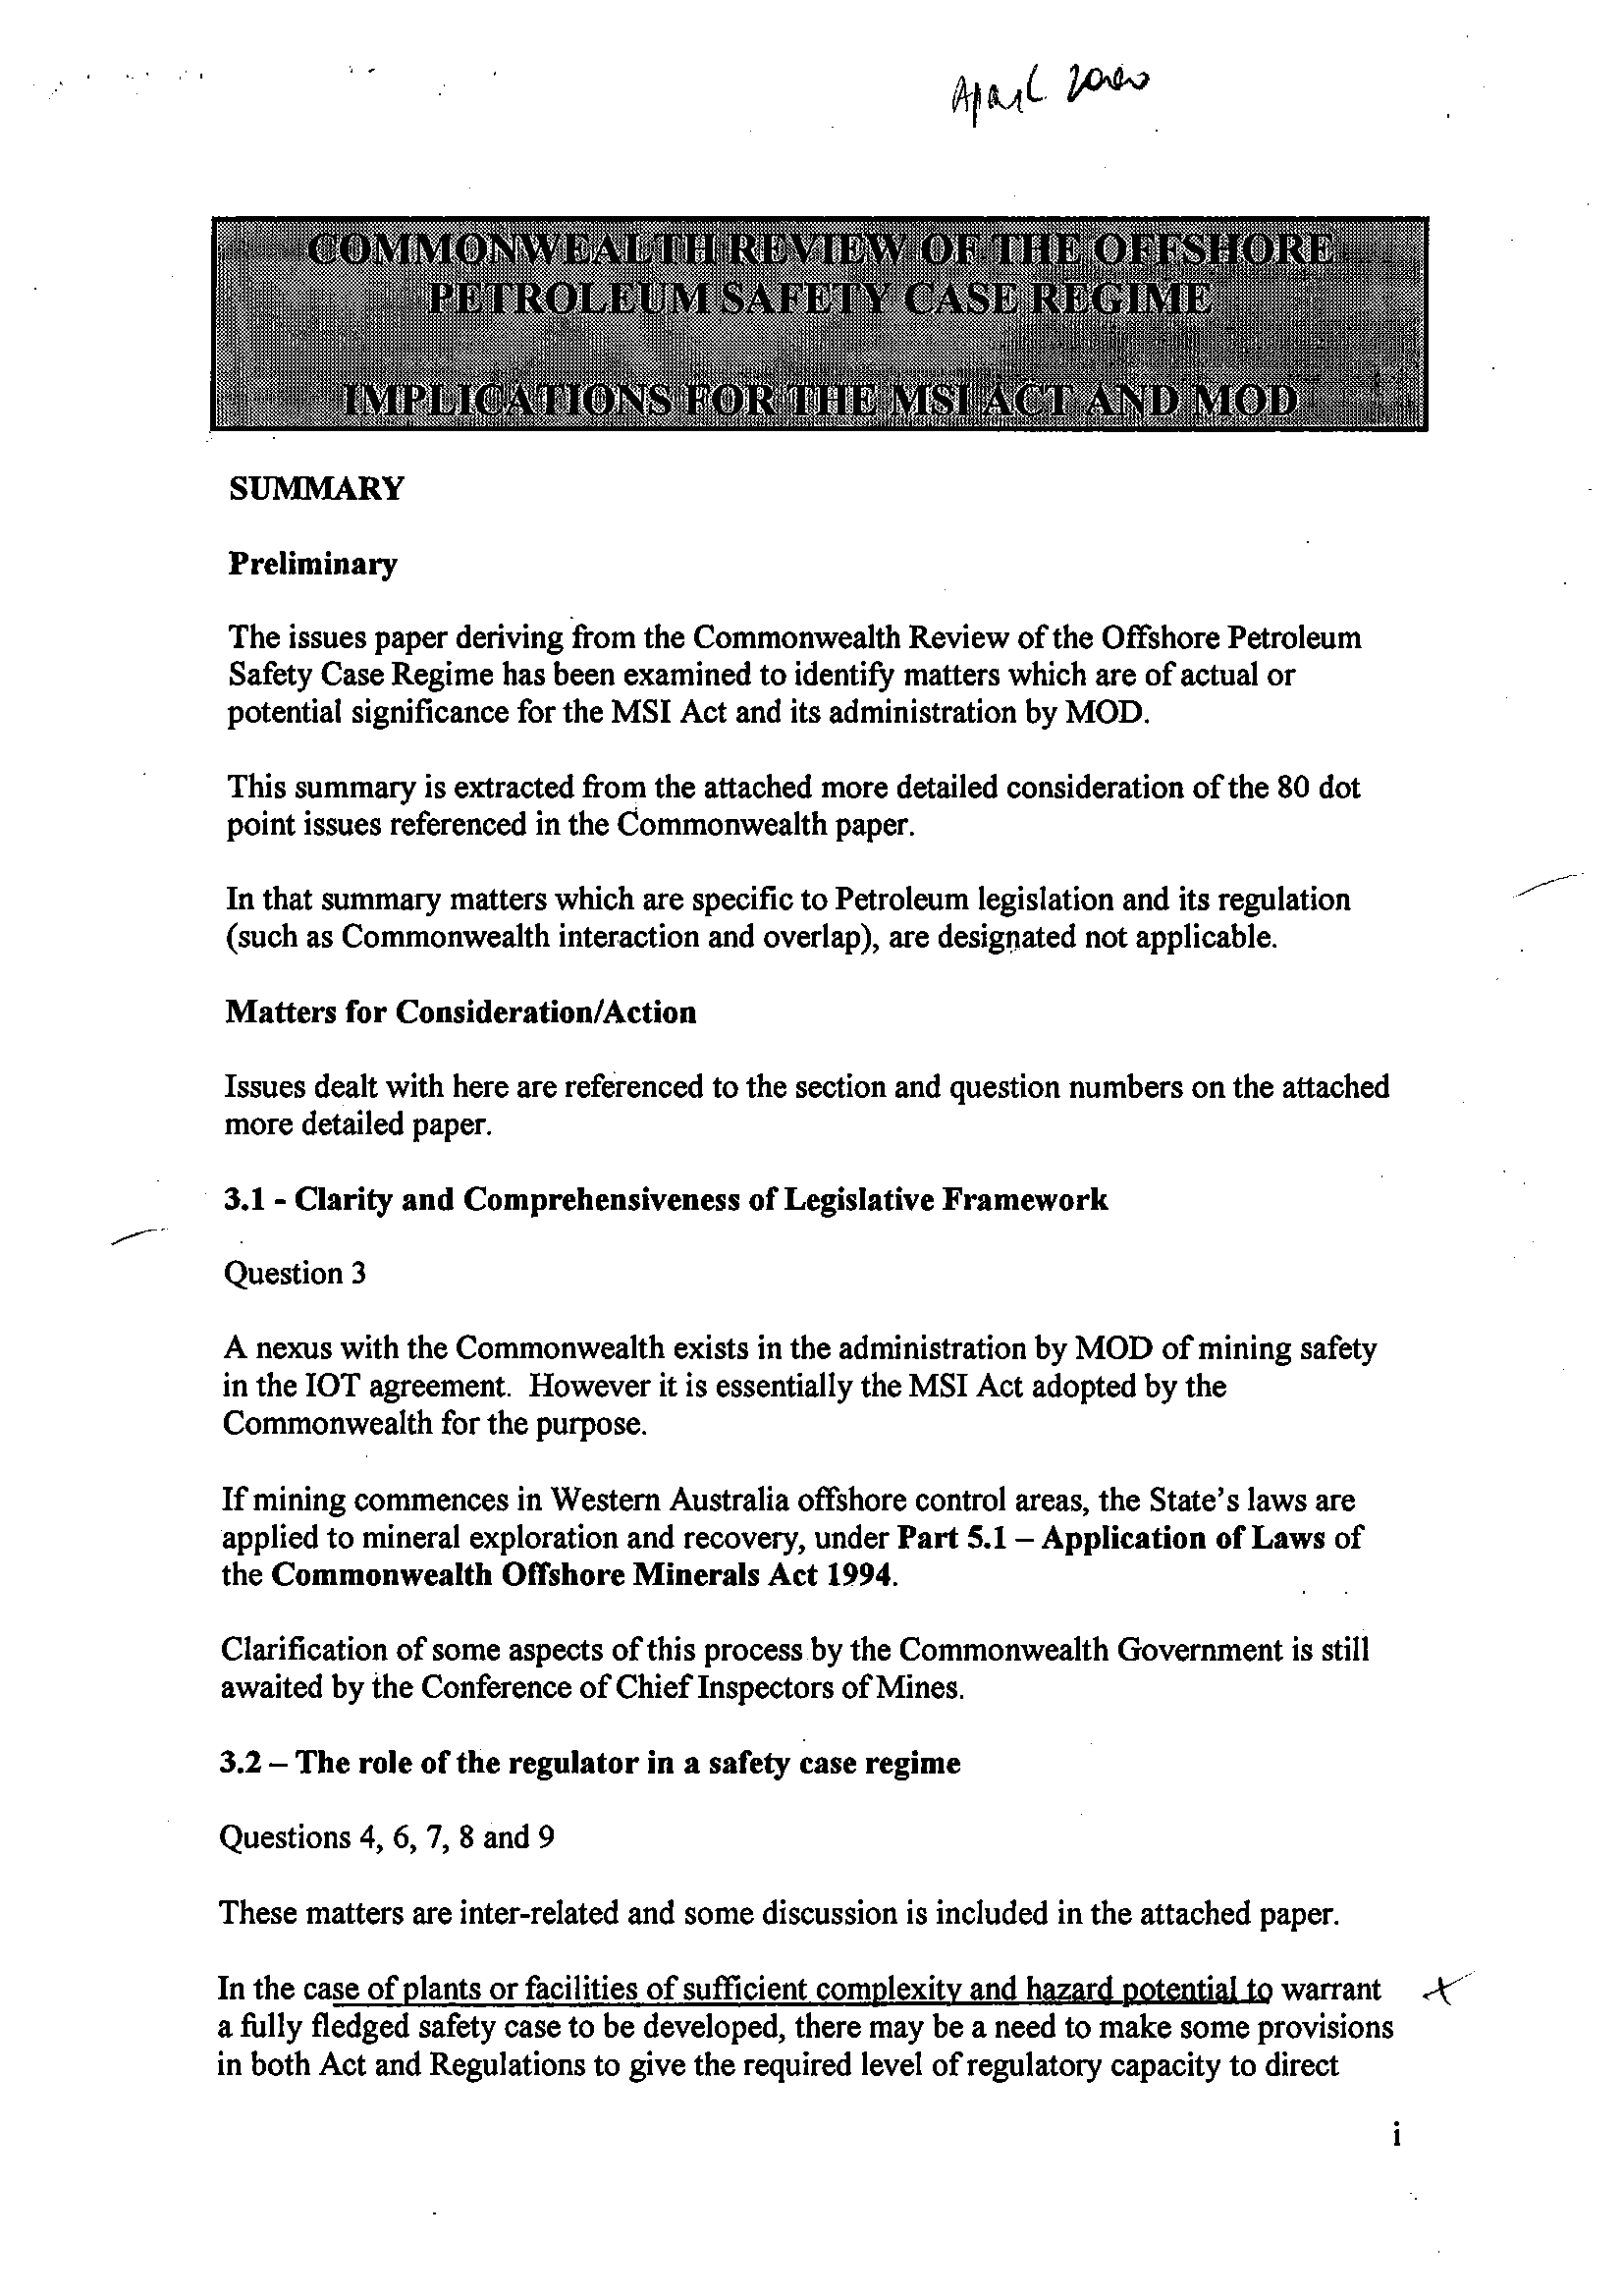 April 2000
COMMONWEALTH REVIEW OF THE OFFSHORE
PETROLEUM SAFETY CASE REGIME
IMPLICATIONS FOR THE MSI ACT AND MOD
SUMMARY
Preliminary
The issues paper deriving from the Commonwealth Review of the Offshore Petroleum
Safety Case Regime has been examined to identify matters which are of actual or
potential significance for the MSI Act and its administration by MOD.
This summary is extracted from the attached more detailed consideration of the 80 dot
point issues referenced in the Commonwealth paper.
In that summary matters which are specific to Petroleum legislation and its regulation
(such as Commonwealth interaction and overlap), are designated not applicable.
Matters for Consideration/Action
Issues dealt with here are referenced to the section and question numbers on the attached
more detailed paper.
3.1 - Clarity and Comprehensiveness of Legislative Framework
Question 3
A nexus with the Commonwealth exists in the administration by MOD of mining safety
in the IOT agreement. However it is essentially the MSI Act adopted by the
Commonwealth for the purpose.
If mining commences in Western Australia offshore control areas, the State's laws are
applied to mineral exploration and recovery, under Part 5.1 – Application of Laws of
the Commonwealth Offshore Minerals Act 1994.
Clarification of some aspects of this process by the Commonwealth Government is still
awaited by the Conference of Chief Inspectors of Mines.
3.2 – The role of the regulator in a safety case regime
Questions 4, 6, 7, 8 and 9
These matters are inter-related and some discussion is included in the attached paper.
In the case of plants or facilities of sufficient complexity and hazard potential to warrant
a fully fledged safety case to be developed, there may be a need to make some provisions
in both Act and Regulations to give the required level of regulatory capacity to direct
i